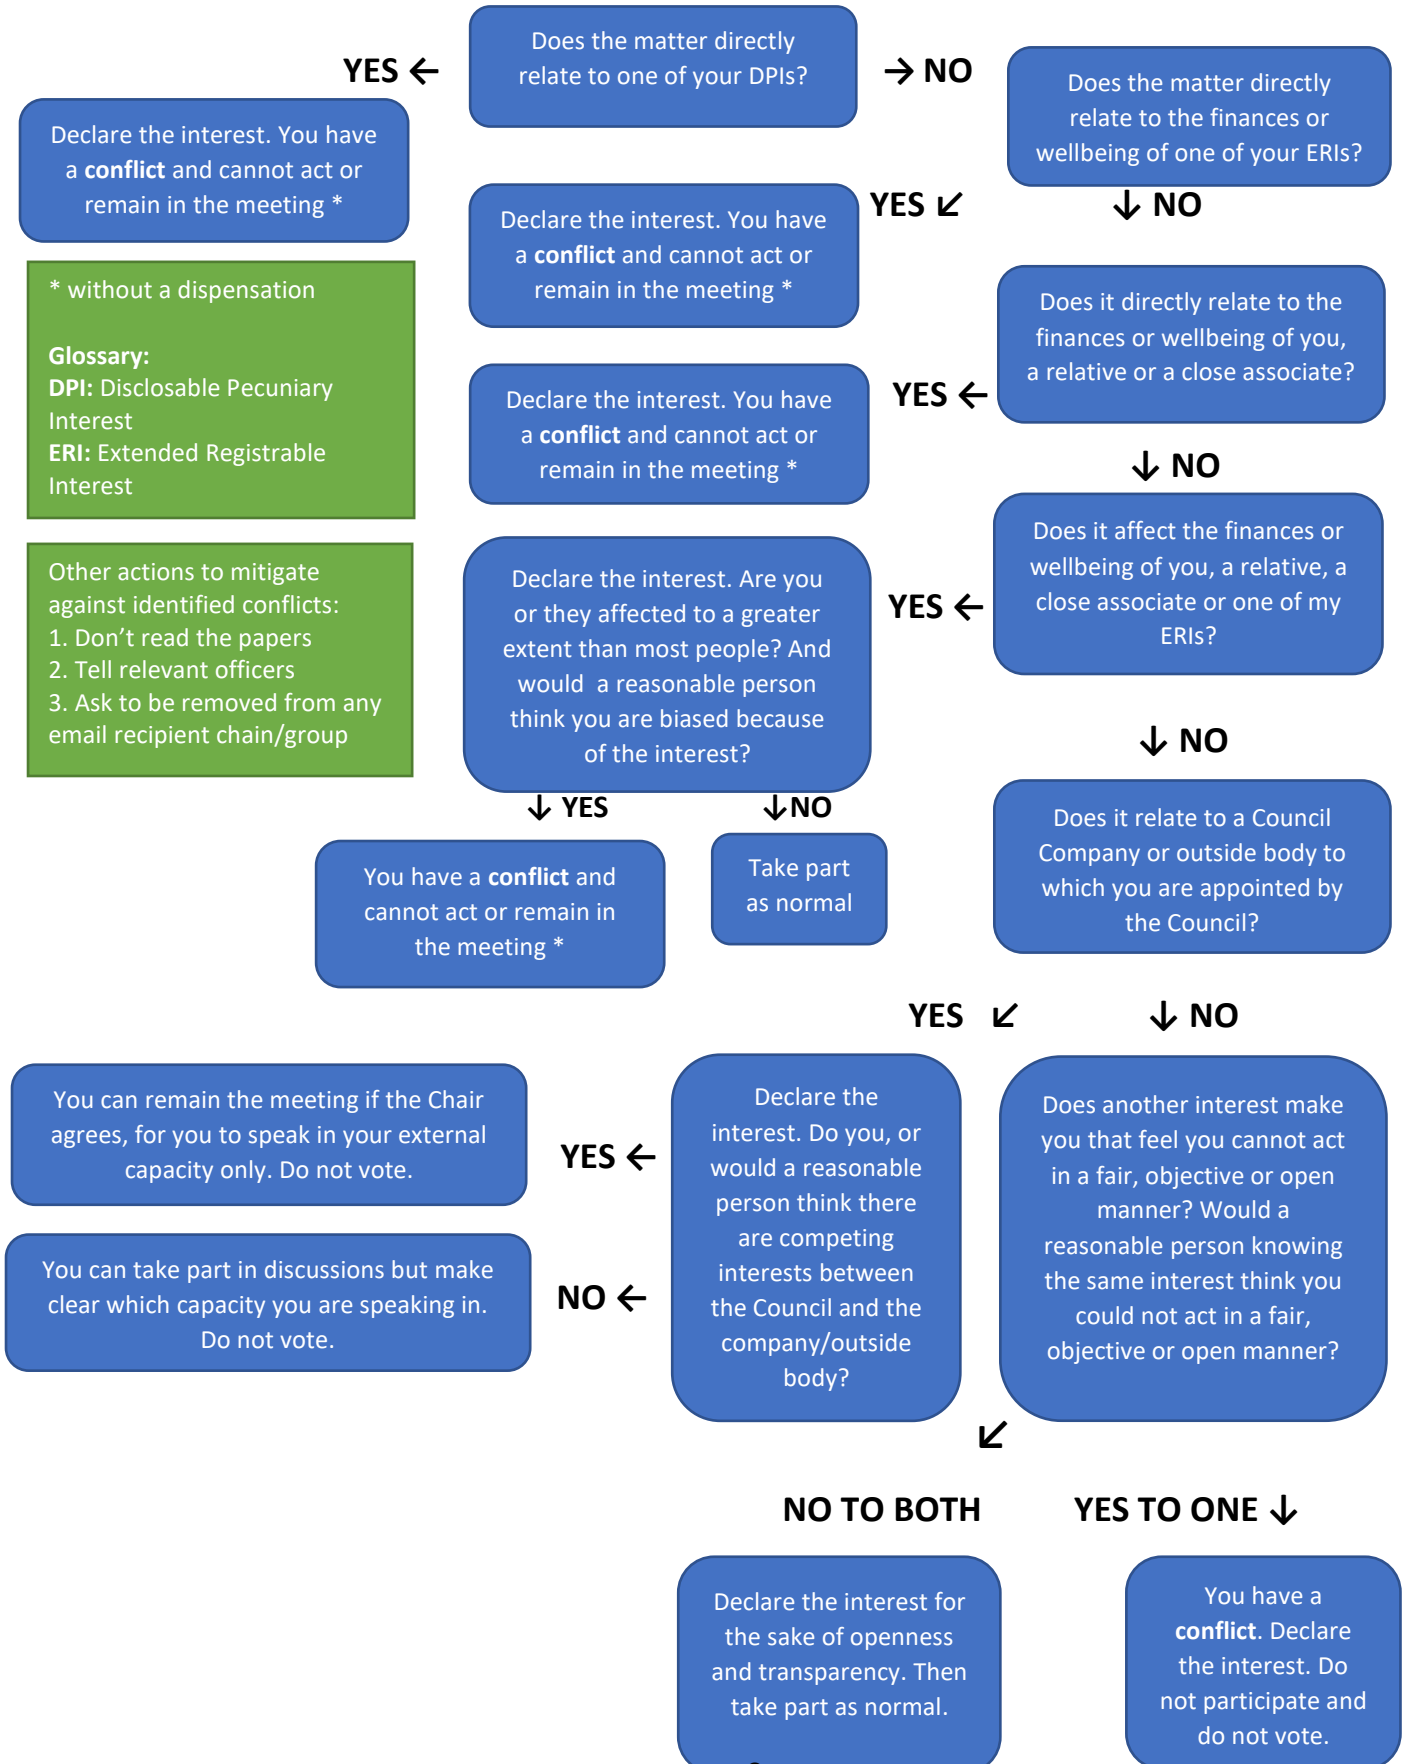 Does the matter directly
relate to one of your DPIs?
YES ←
→ NO
Does the matter directly
relate to the finances or
wellbeing of one of your ERIs?
Declare the interest. You have
a conflict and cannot act or
remain in the meeting *
YES ↙
↓ NO
Declare the interest. You have
a conflict and cannot act or
remain in the meeting *
* without a dispensation
Glossary:
DPI: Disclosable Pecuniary
Interest
ERI: Extended Registrable
Interest
Does it directly relate to the
finances or wellbeing of you,
a relative or a close associate?
YES ←
Declare the interest. You have
a conflict and cannot act or
remain in the meeting *
↓ NO
Does it affect the finances or
wellbeing of you, a relative, a
close associate or one of my
ERIs?
YES ←
Declare the interest. Are you
or they affected to a greater
extent than most people? And
would a reasonable person
think you are biased because
of the interest?
Other actions to mitigate
against identified conflicts:
1. Don’t read the papers
2. Tell relevant officers
3. Ask to be removed from any
email recipient chain/group
↓ NO
↓ YES
↓NO
You have a conflict and
cannot act or remain in
the meeting *
Take part
as normal
Does it relate to a Council
Company or outside body to
which you are appointed by
the Council?
YES ↙
↓ NO
Declare the
interest. Do you, or
would a reasonable
person think there
are competing
interests between
the Council and the
company/outside
body?
Does another interest make
you that feel you cannot act
in a fair, objective or open
manner? Would a
reasonable person knowing
the same interest think you
could not act in a fair,
objective or open manner?
YES ←
You can remain the meeting if the Chair
agrees, for you to speak in your external
capacity only. Do not vote.
NO ←
You can take part in discussions but make
clear which capacity you are speaking in.
Do not vote.
↙
NO TO BOTH
YES TO ONE ↓
Declare the interest for
the sake of openness
and transparency. Then
take part as normal.
You have a
conflict. Declare
the interest. Do
not participate and
do not vote.